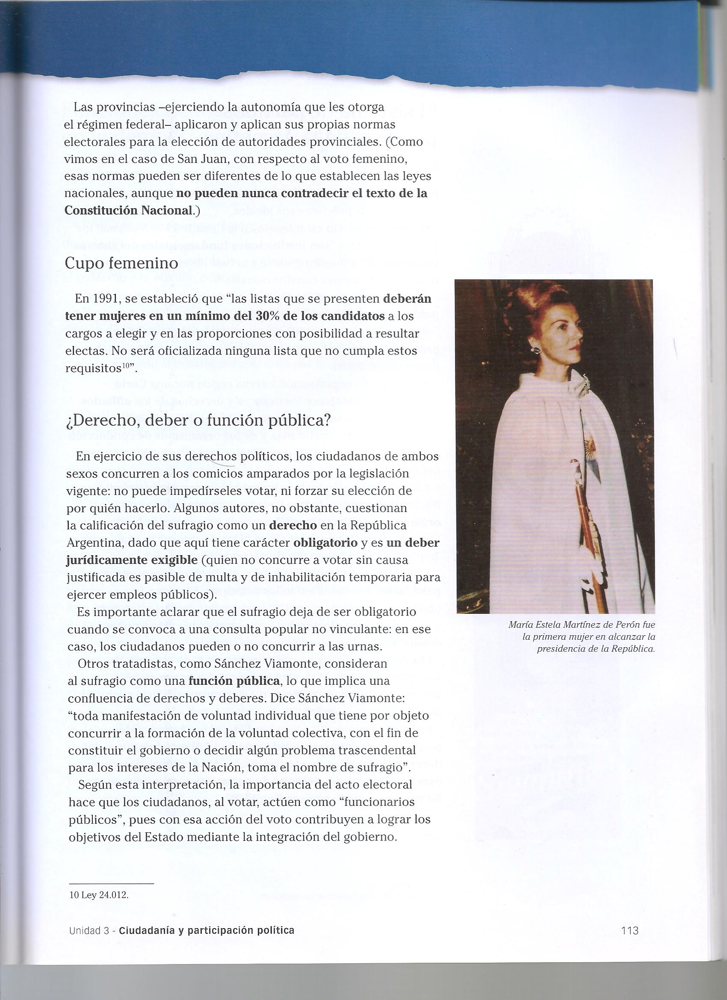 Las provincias –ejerciendo la autonomía que les otorga
el régimen federal– aplicaron y aplican sus propias normas
electorales para la elección de autoridades provinciales. (Como
vimos en el caso de San Juan, con respecto al voto femenino,
esas normas pueden ser diferentes de lo que establecen las leyes
nacionales, aunque no pueden nunca contradecir el texto de la
Constitución Nacional.)
Cupo femenino
En 1991, se estableció que “las listas que se presenten deberán
tener mujeres en un mínimo del 30% de los candidatos a los
cargos a elegir y en las proporciones con posibilidad a resultar
electas. No será oficializada ninguna lista que no cumpla estos
requisitos¹⁰”.
¿Derecho, deber o función pública?
En ejercicio de sus derechos políticos, los ciudadanos de ambos
sexos concurren a los comicios amparados por la legislación
vigente: no puede impedírseles votar, ni forzar su elección de
por quién hacerlo. Algunos autores, no obstante, cuestionan
la calificación del sufragio como un derecho en la República
Argentina, dado que aquí tiene carácter obligatorio y es un deber
jurídicamente exigible (quien no concurre a votar sin causa
justificada es pasible de multa y de inhabilitación temporaria para
ejercer empleos públicos).
Es importante aclarar que el sufragio deja de ser obligatorio
cuando se convoca a una consulta popular no vinculante: en ese
caso, los ciudadanos pueden o no concurrir a las urnas.
Otros tratadistas, como Sánchez Viamonte, consideran
al sufragio como una función pública, lo que implica una
confluencia de derechos y deberes. Dice Sánchez Viamonte:
“toda manifestación de voluntad individual que tiene por objeto
concurrir a la formación de la voluntad colectiva, con el fin de
constituir el gobierno o decidir algún problema trascendental
para los intereses de la Nación, toma el nombre de sufragio”.
Según esta interpretación, la importancia del acto electoral
hace que los ciudadanos, al votar, actúen como “funcionarios
públicos”, pues con esa acción del voto contribuyen a lograr los
objetivos del Estado mediante la integración del gobierno.
María Estela Martínez de Perón fue
la primera mujer en alcanzar la
presidencia de la República.
10 Ley 24.012.
Unidad 3 - Ciudadanía y participación política
113